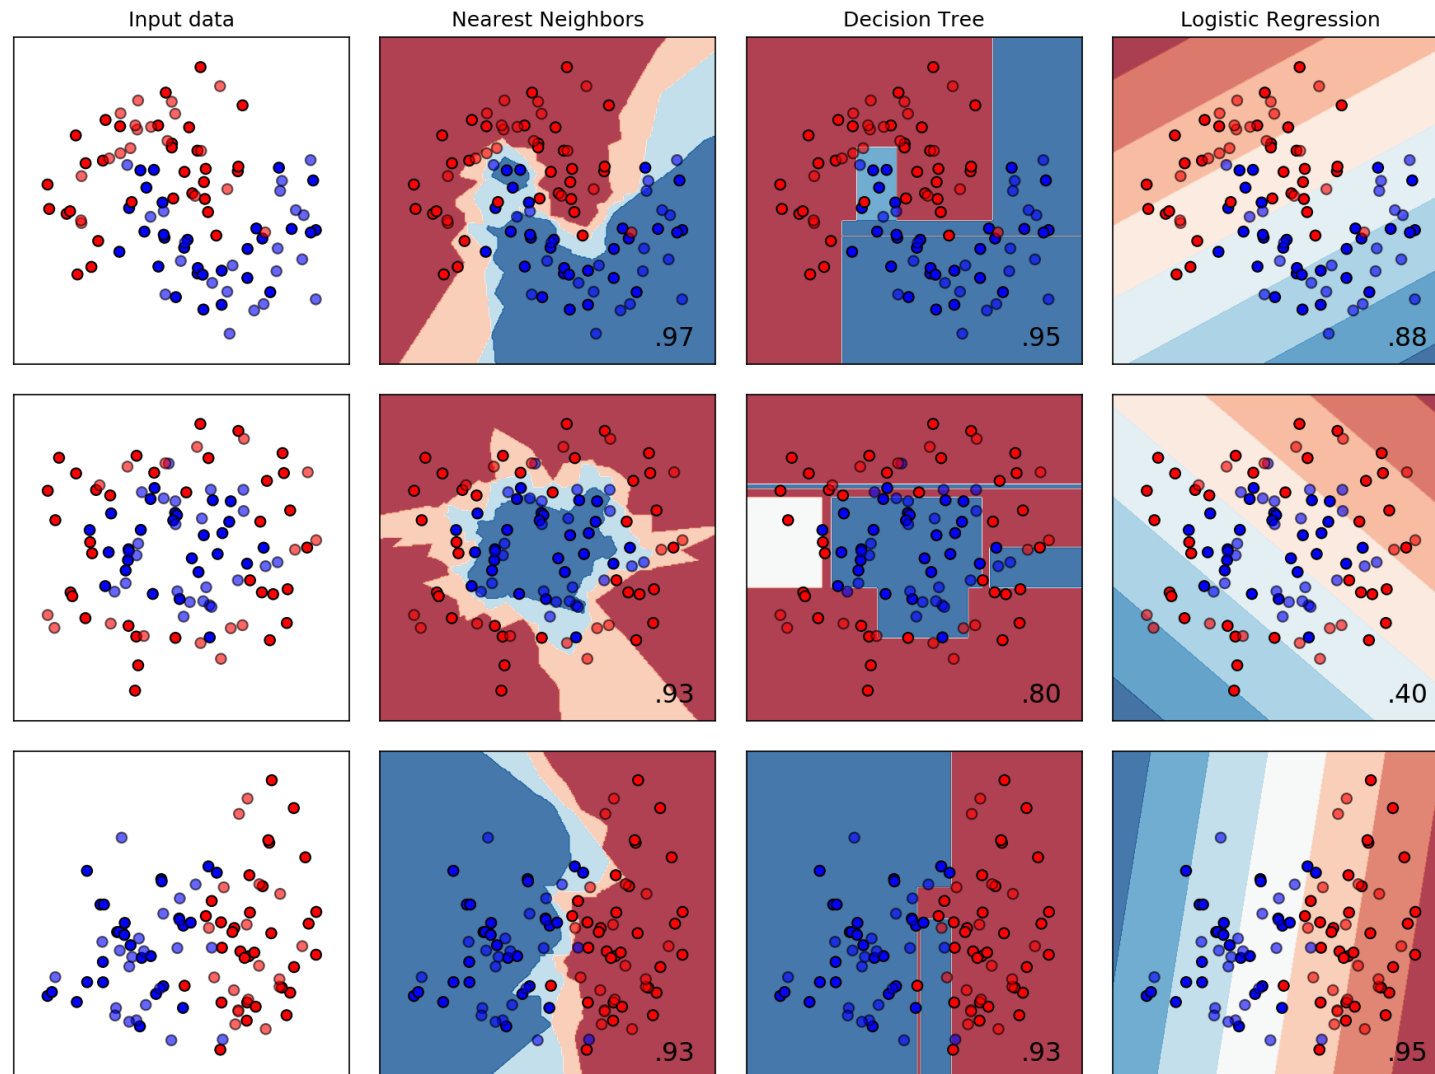 Input data
Nearest Neighbors
Decision Tree
Logistic Regression
.97
.95
.88
.93
.80
.40
.93
.93
.95